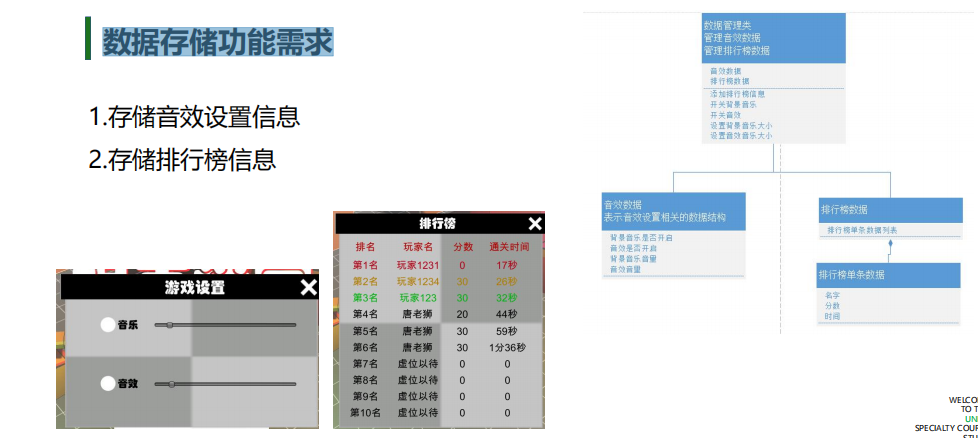 数据存储功能需求
1.存储音效设置信息
2.存储排行榜信息
游戏设置
音乐
音效
排行榜
排名 玩家名 分数 通关时间
第1名 玩家1231 0 17秒
第2名 玩家1234 30 26秒
第3名 玩家123 30 32秒
第4名 唐老狮 20 44秒
第5名 唐老狮 30 59秒
第6名 唐老狮 30 1分36秒
第7名 虚位以待 0 0
第8名 虚位以待 0 0
第9名 虚位以待 0 0
第10名 虚位以待 0 0
数据管理类
管理音效数据
管理排行榜数据
音效数据
排行榜数据
添加排行榜信息
开关背景音乐
开关音效
设置背景音乐大小
设置音效音乐大小
音效数据
表示音效设置相关的数据结构
背景音乐是否开启
音效是否开启
背景音乐音量
音效音量
排行榜数据
排行榜单条数据列表
排行榜单条数据
名字
分数
时间
WELCO
TO T
UN
SPECIALTY COUR
STU